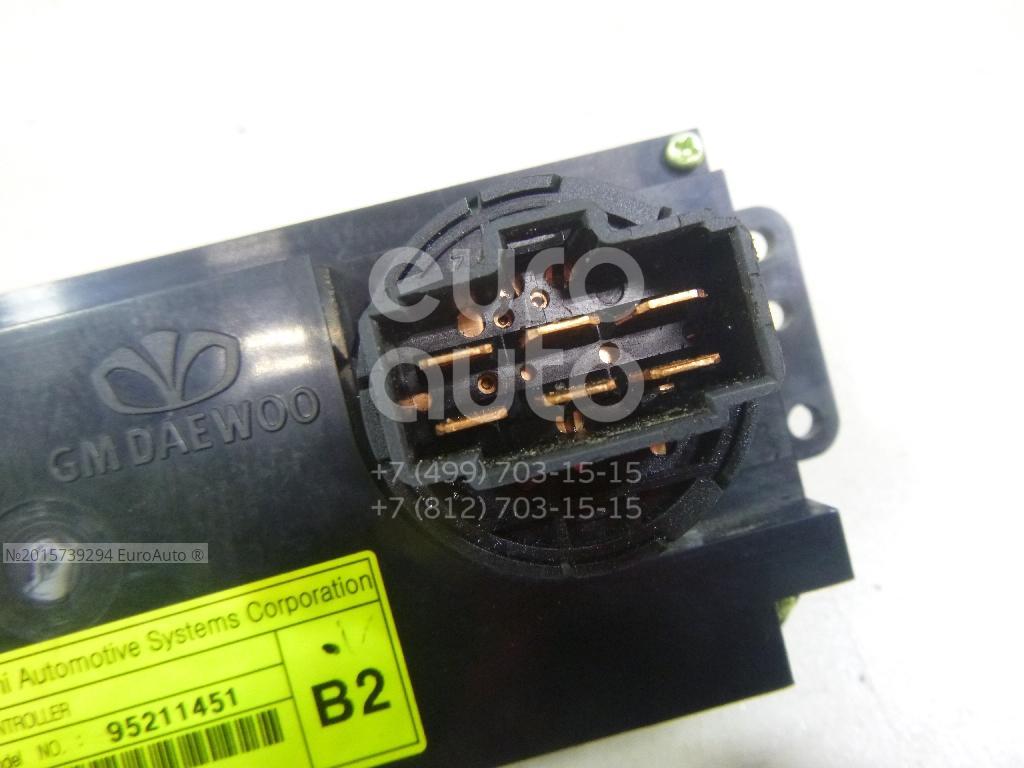 euro
auto
GM DAEWOO
+7 (499) 703-15-15
+7 (812) 703-15-15
№2015739294 EuroAuto ®
Automotive Systems Corporation
B2
95211451
NO. :